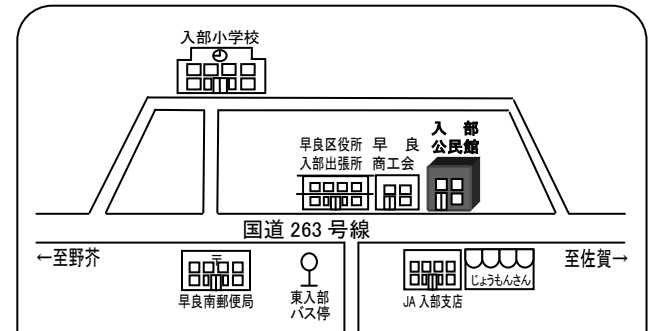 入部小学校
入 部
公民館
早良区役所
入部出張所
早 良
商工会
国道 263 号線
←至野芥
至佐賀→
〒
早良南郵便局
東入部
バス停
JA 入部支店
じょうもんさん